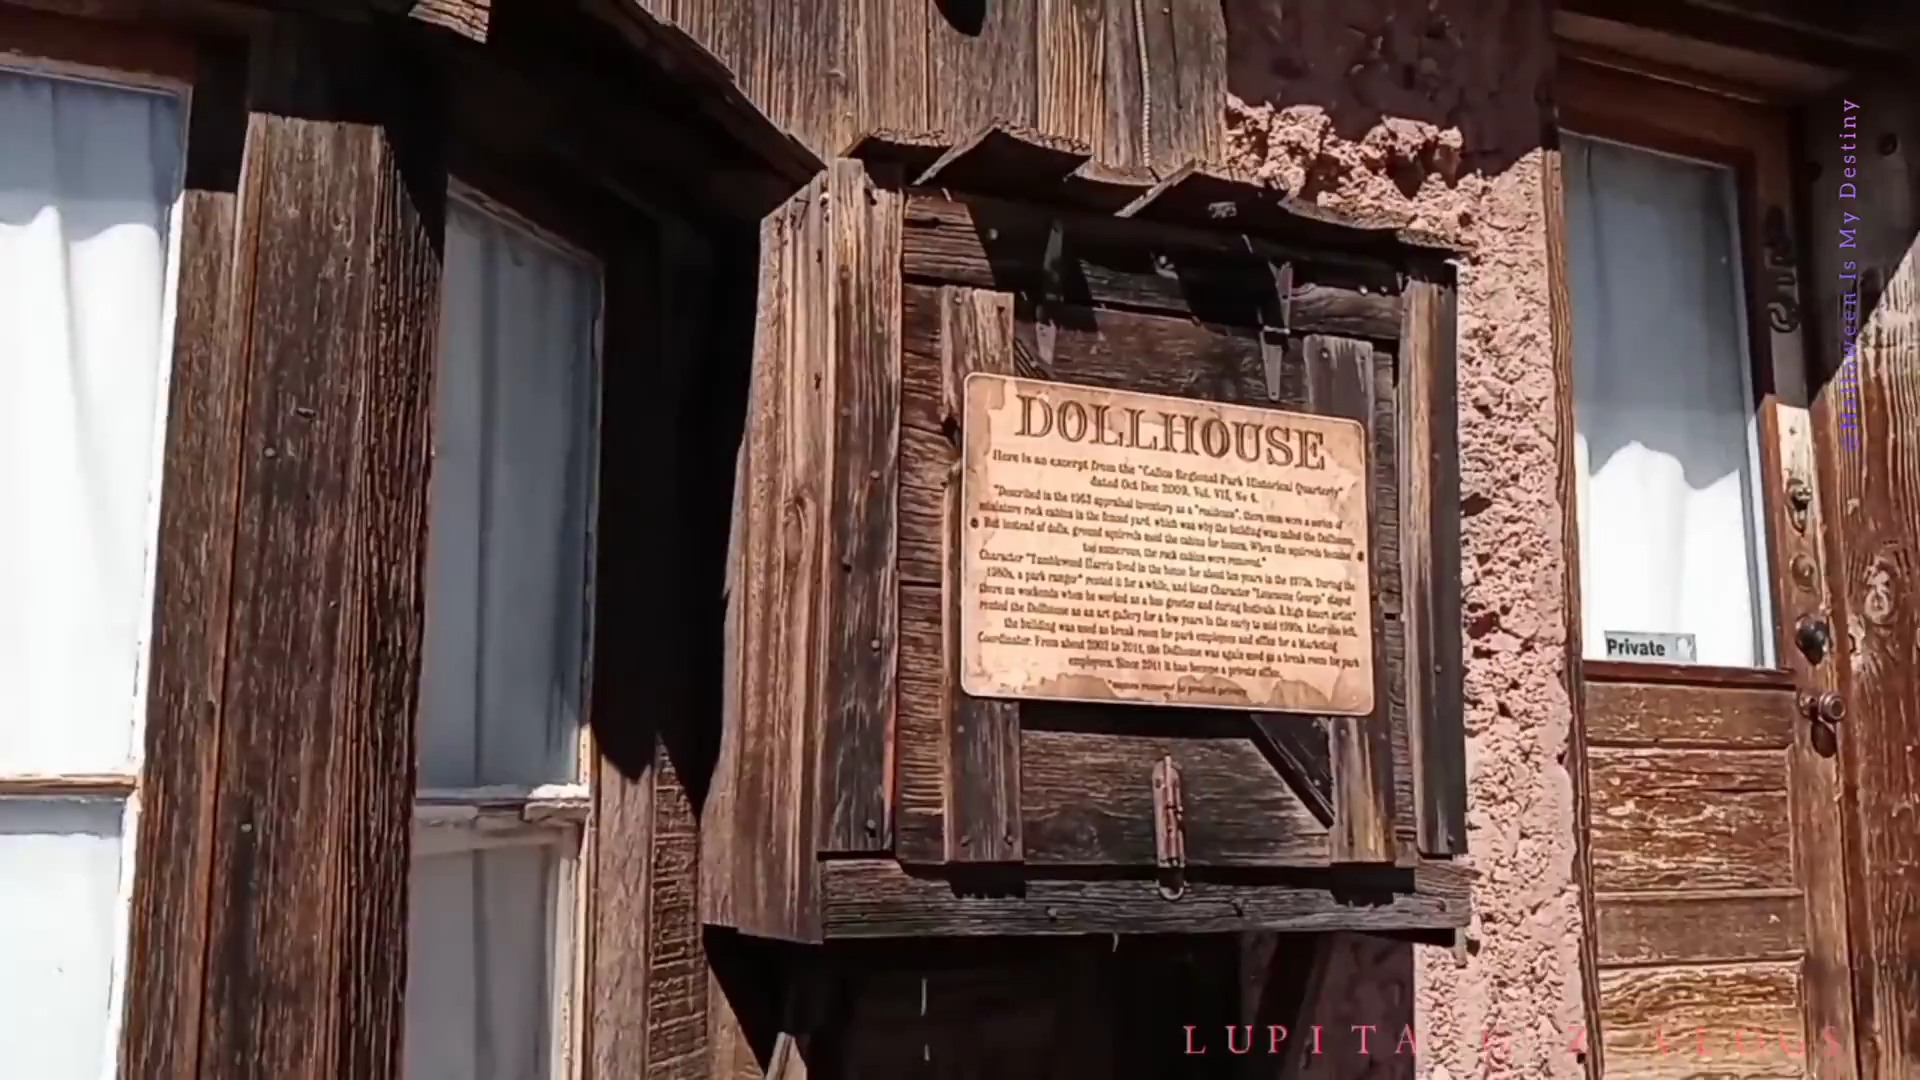 DOLLHOUSE
Here is an excerpt from the "Calico Regional Park Historical Quarterly"
dated Oct Dec 2009, Vol. VII, No 4.
"Described in the 1963 appraisal inventory as a "residence", there once were a series of
miniature rock cabins in the fenced yard, which was why the building was called the Dollhouse.
But instead of dolls, ground squirrels used the cabins for homes. When the squirrels became
too numerous, the rock cabins were removed."
Character "Tumbleweed Harris lived in the house for about ten years in the 1970s. During the
1980s, a park ranger* rented it for a while, and later Character "Lonesome George" stayed
there on weekends when he worked as a bus greeter and during festivals. A high desert artist*
rented the Dollhouse as an art gallery for a few years in the early to mid 1990s. After she left,
the building was used as break room for park employees and office for a Marketing
Coordinator. From about 2002 to 2011, the Dollhouse was again used as a break room for park
employees. Since 2011 it has become a private office.
*names removed to protect privacy
Private
Halloween Is My Destiny
LUPITA